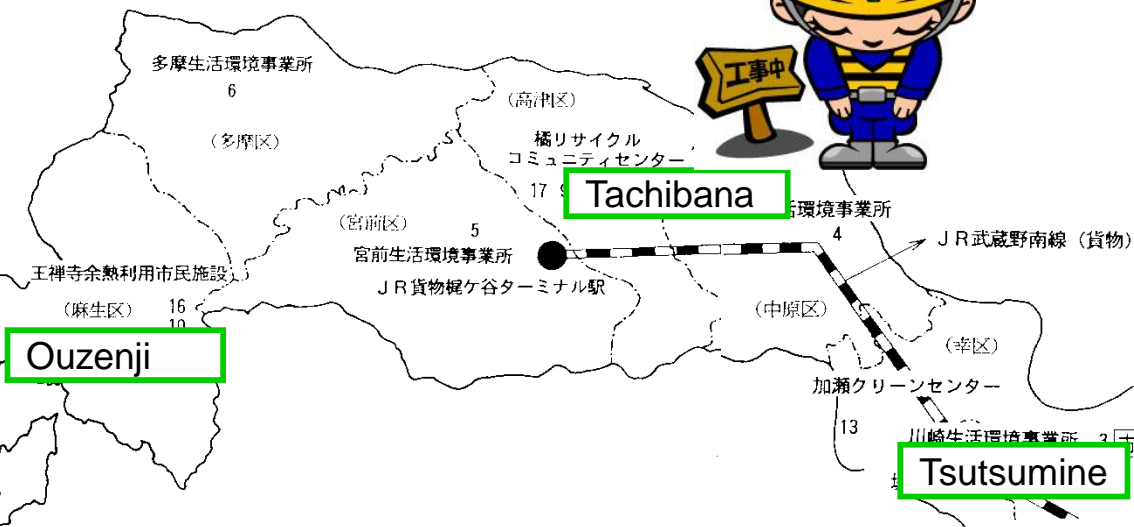 工事中
多摩生活環境事業所
6
(多摩区)
(高津区)
橘リサイクル
コミュニティセンター
17
Tachibana
活環境事業所
4
(宮前区)
5
宮前生活環境事業所
JR武蔵野南線(貨物)
JR貨物梶ケ谷ターミナル駅
王禅寺余熱利用市民施設
(麻生区)
16
10
Ouzenji
(中原区)
(幸区)
加瀬クリーンセンター
13
川崎生活環境事業所
3
Tsutsumine